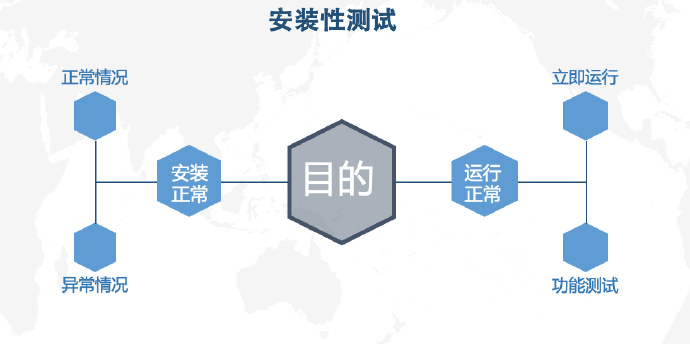 安装性测试
正常情况
立即运行
安装
正常
目的
运行
正常
异常情况
功能测试